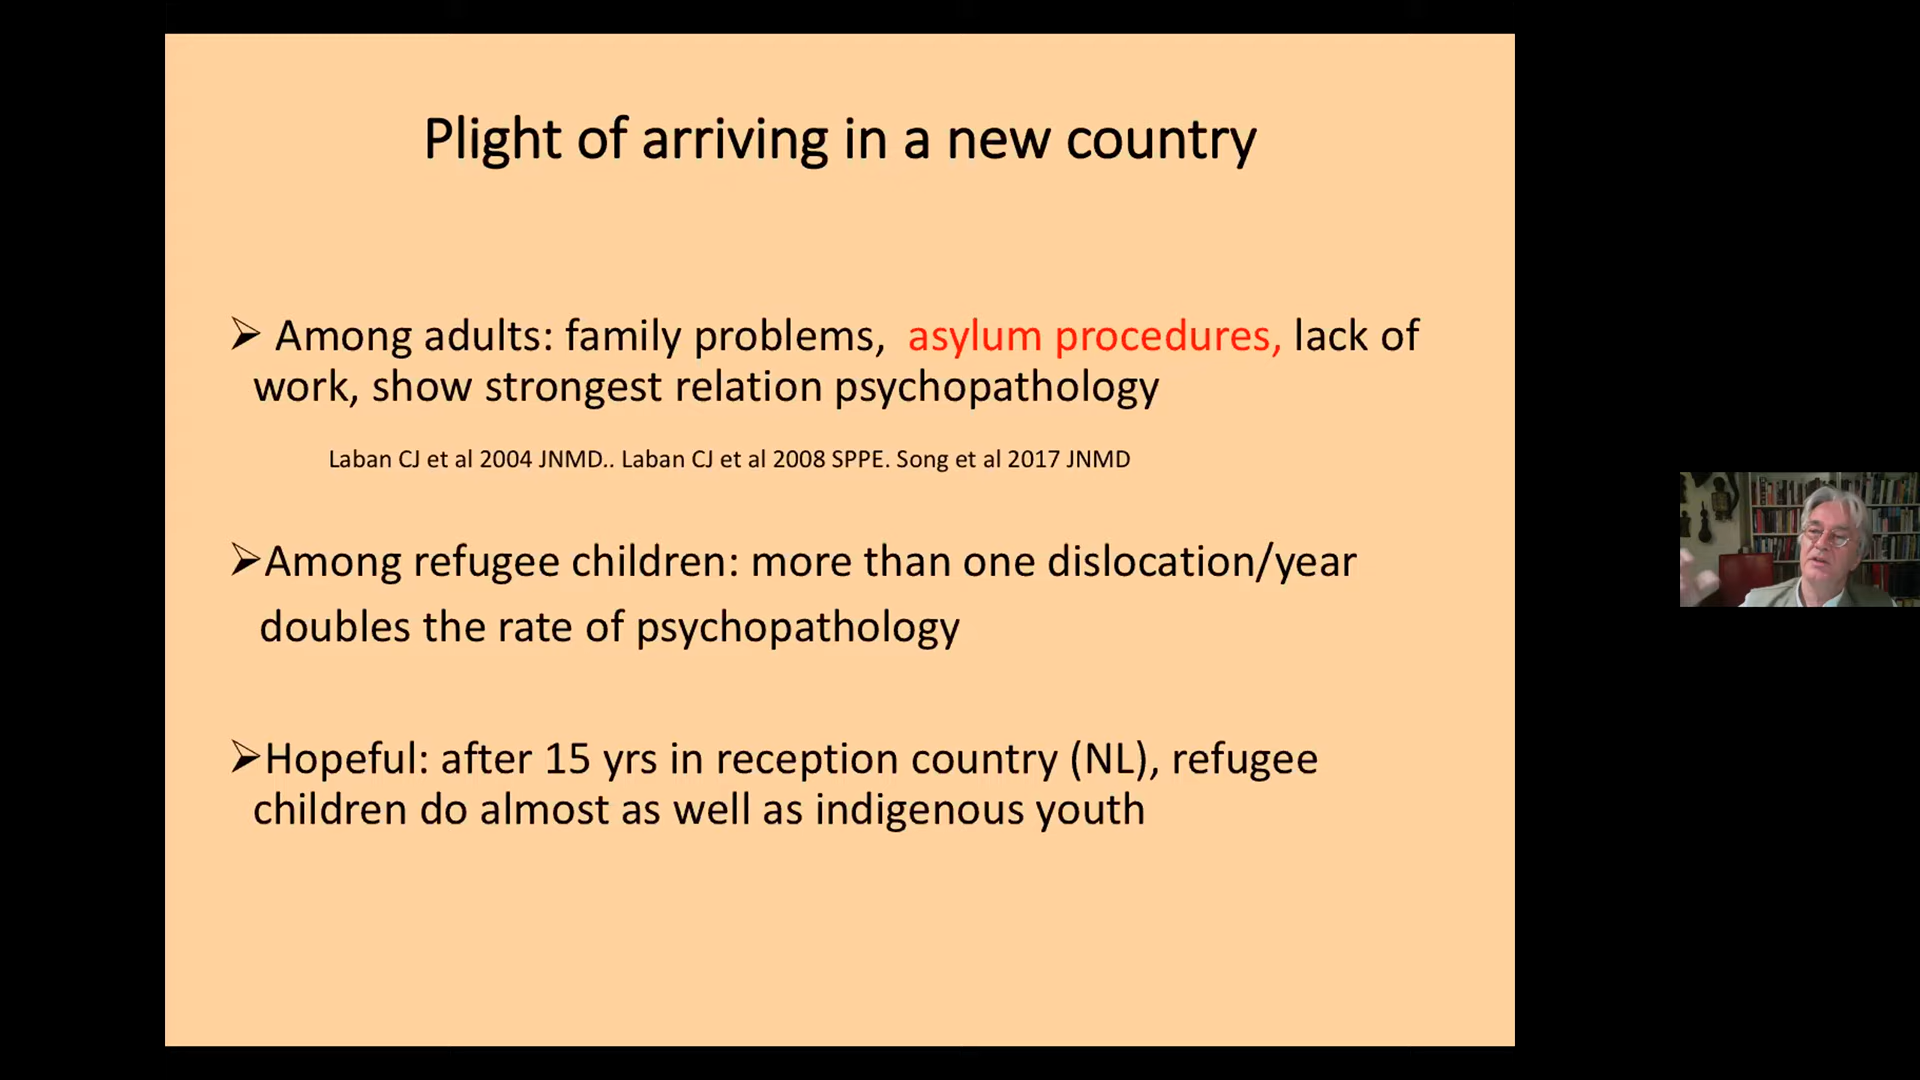 Plight of arriving in a new country
➢ Among adults: family problems, asylum procedures, lack of
work, show strongest relation psychopathology
Laban CJ et al 2004 JNMD.. Laban CJ et al 2008 SPPE. Song et al 2017 JNMD
➢Among refugee children: more than one dislocation/year
doubles the rate of psychopathology
➢Hopeful: after 15 yrs in reception country (NL), refugee
children do almost as well as indigenous youth